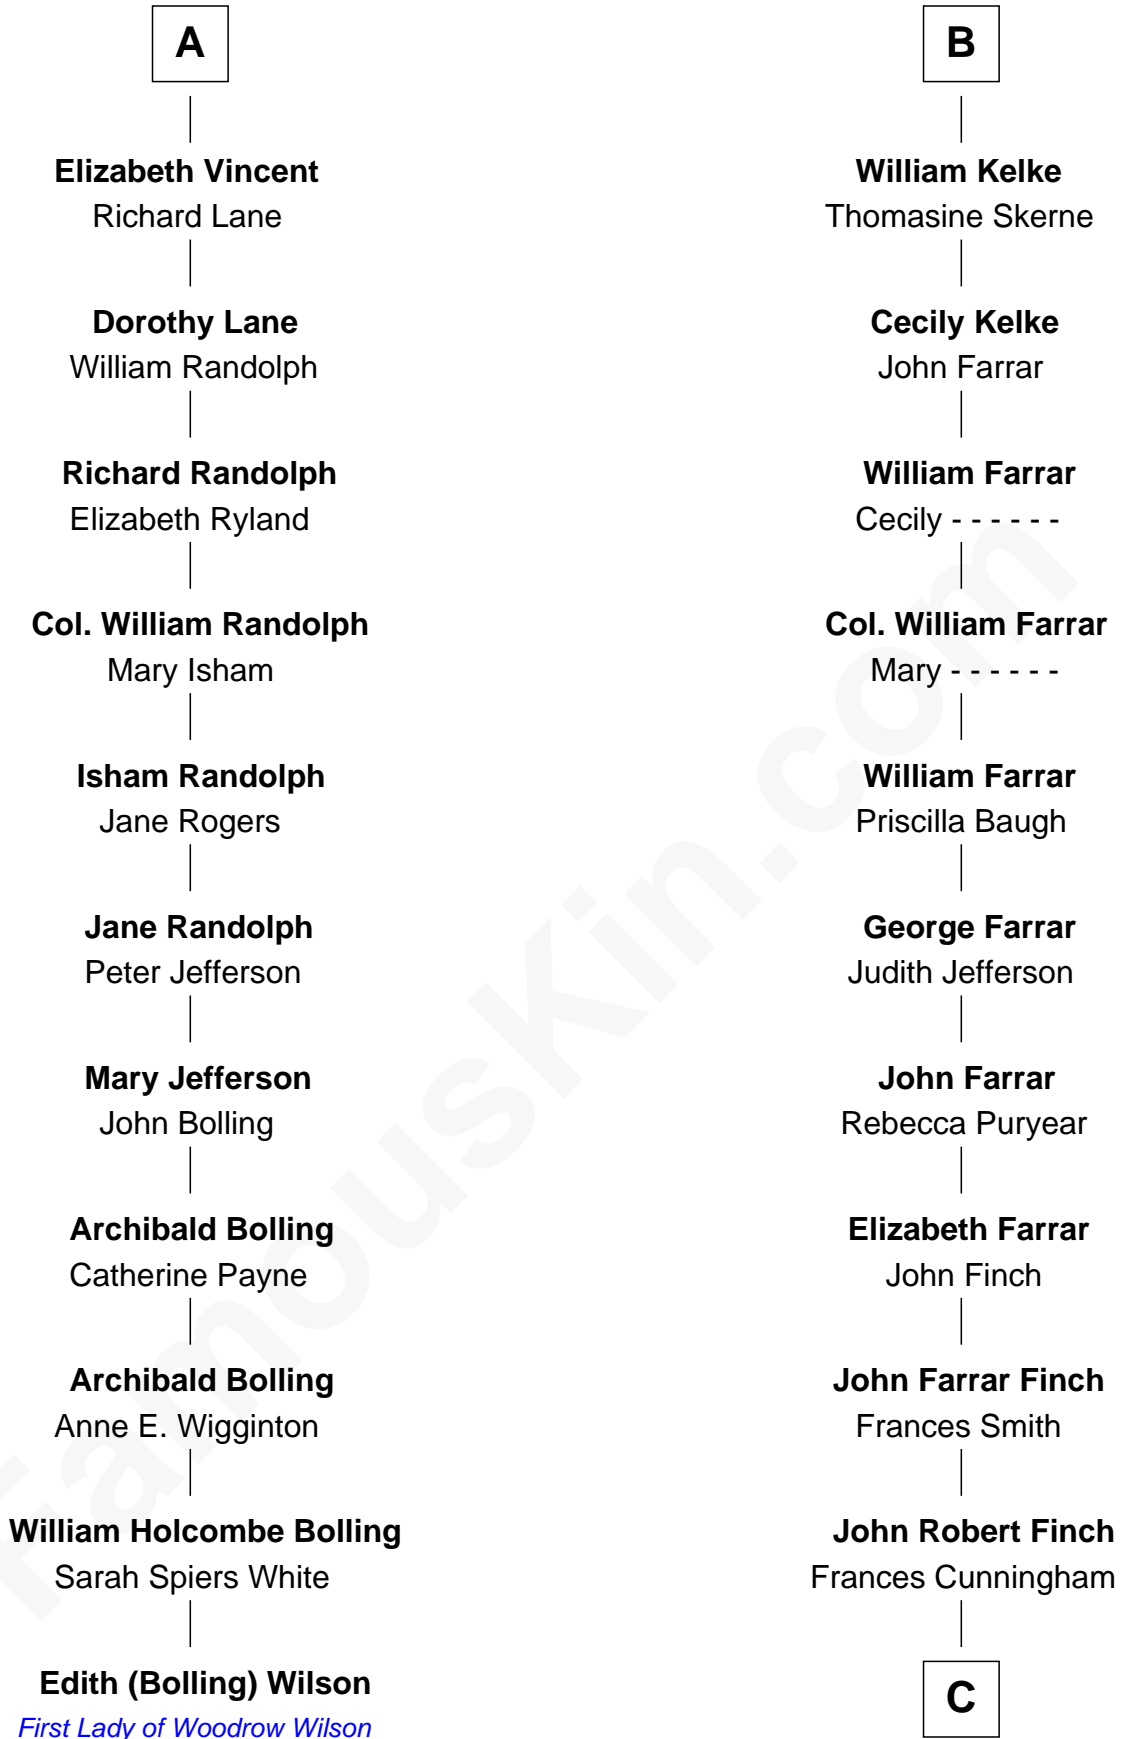 A
Elizabeth Vincent
Richard Lane
Dorothy Lane
William Randolph
Richard Randolph
Elizabeth Ryland
Col. William Randolph
Mary Isham
Isham Randolph
Jane Rogers
Jane Randolph
Peter Jefferson
Mary Jefferson
John Bolling
Archibald Bolling
Catherine Payne
Archibald Bolling
Anne E. Wigginton
William Holcombe Bolling
Sarah Spiers White
Edith (Bolling) Wilson
First Lady of Woodrow Wilson
B
William Kelke
Thomasine Skerne
Cecily Kelke
John Farrar
William Farrar
Cecily - - - - - -
Col. William Farrar
Mary - - - - - -
William Farrar
Priscilla Baugh
George Farrar
Judith Jefferson
John Farrar
Rebecca Puryear
Elizabeth Farrar
John Finch
John Farrar Finch
Frances Smith
John Robert Finch
Frances Cunningham
C
FamousKin.com